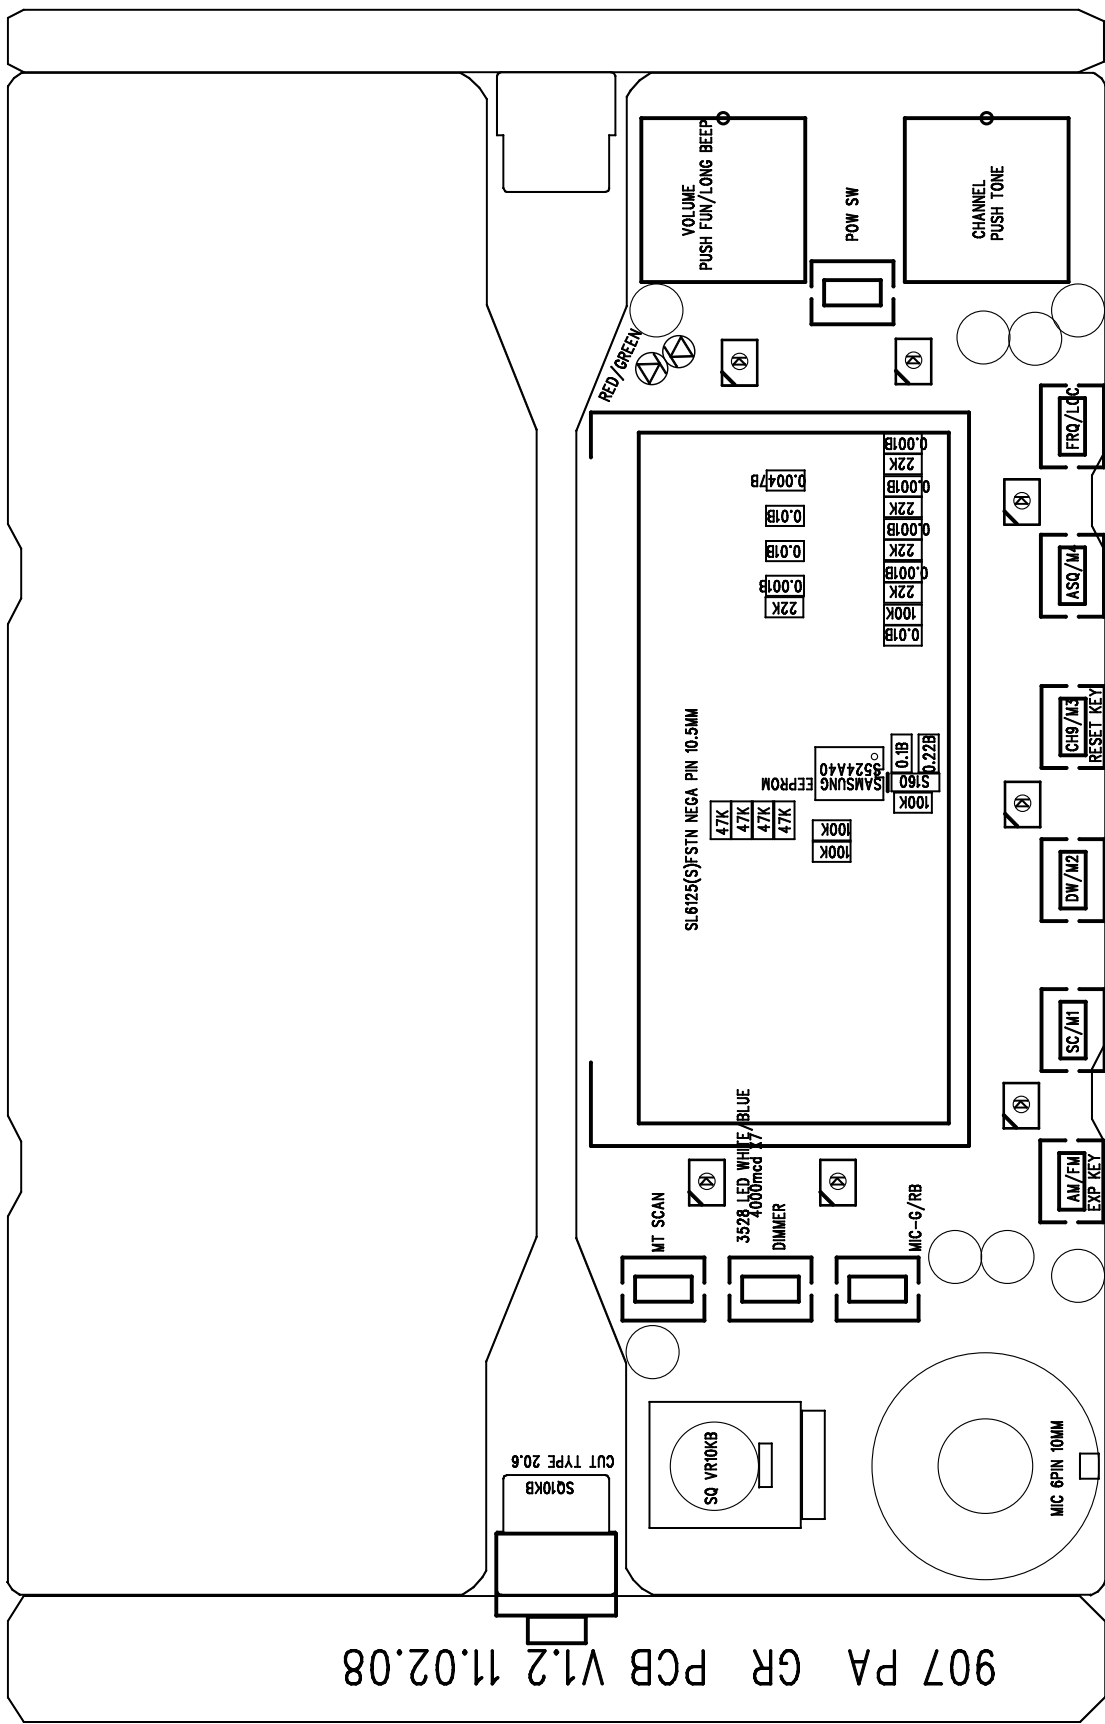 VOLUME
PUSH FUN/LONG BEEP
POW SW
CHANNEL
PUSH TONE
RED/GREEN
FRQ/LOC
0.001B
22K
0.001B
22K
0.001B
22K
0.001B
22K
100K
0.01B
0.0047B
0.01B
0.01B
0.001B
22K
ASQ/M4
CH9/M3
RESET KEY
SL6125(S)FSTN NEGA PIN 10.5MM
EEPROM
SAMSUNG
3524A40
0.1B
0.22B
S160
100K
47K
47K
47K
47K
100K
100K
DW/M2
SC/M1
AM/FM
EXP KEY
MT SCAN
3528 LED WHITE/BLUE
4000mcd X7
DIMMER
MIC-G/RB
CUT TYPE 20.6
SQ10KB
SQ VR10KB
MIC 6PIN 10MM
907 PA GR PCB V1.2 11.02.08